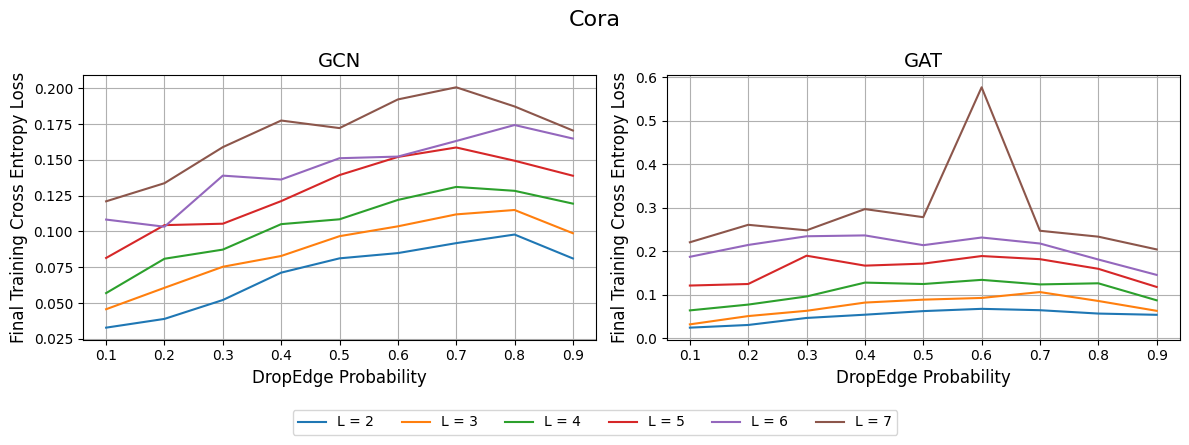 Cora
GCN
Final Training Cross Entropy Loss
0.200
0.175
0.150
0.125
0.100
0.075
0.050
0.025
0.1 0.2 0.3 0.4 0.5 0.6 0.7 0.8 0.9
DropEdge Probability
GAT
Final Training Cross Entropy Loss
0.6
0.5
0.4
0.3
0.2
0.1
0.0
0.1 0.2 0.3 0.4 0.5 0.6 0.7 0.8 0.9
DropEdge Probability
L = 2 L = 3 L = 4 L = 5 L = 6 L = 7